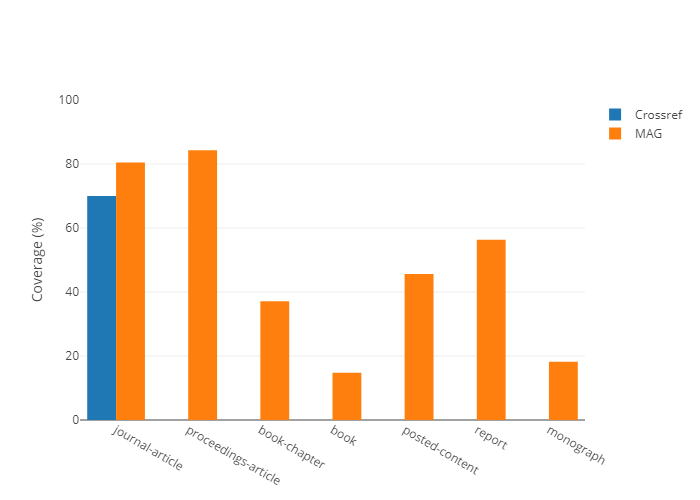 100
80
60
40
20
0
Coverage (%)
journal-article
proceedings-article
book-chapter
book
posted-content
report
monograph
Crossref
MAG